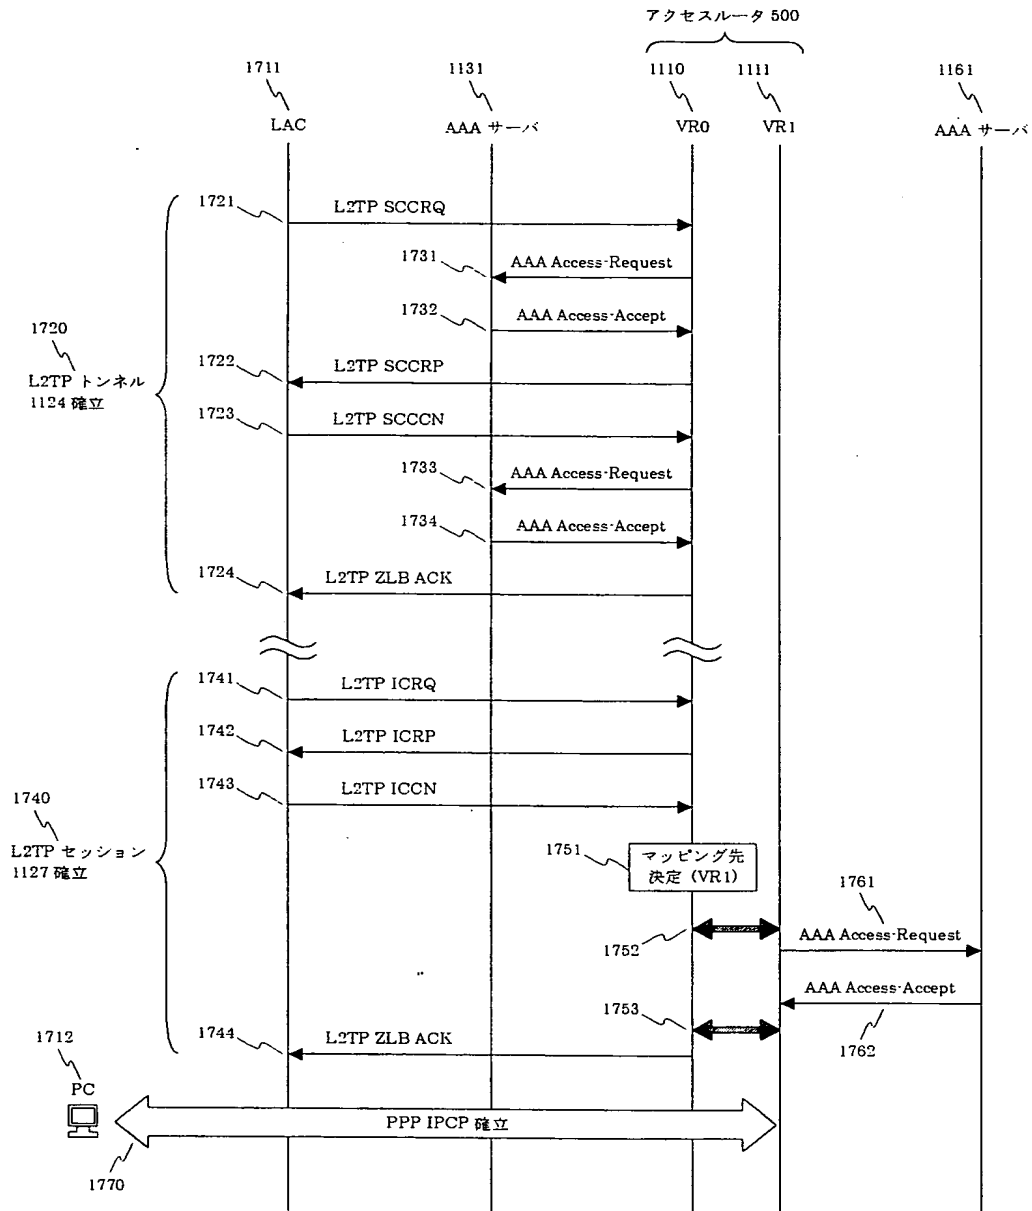 アクセスルータ 500
1711
1131
1110
1111
1161
LAC
AAA サーバ
VR0
VR1
AAA サーバ
1721
L2TP SCCRQ
1731
AAA Access-Request
1732
AAA Access-Accept
1720
L2TP トンネル
1124 確立
1722
L2TP SCCRP
1723
L2TP SCCCN
1733
AAA Access-Request
1734
AAA Access-Accept
1724
L2TP ZLB ACK
1741
L2TP ICRQ
1742
L2TP ICRP
1743
L2TP ICCN
1740
L2TP セッション
1127 確立
1751
マッピング先
決定 (VR1)
1761
1752
AAA Access-Request
AAA Access-Accept
1753
1762
1744
L2TP ZLB ACK
1712
PC
PPP IPCP 確立
1770